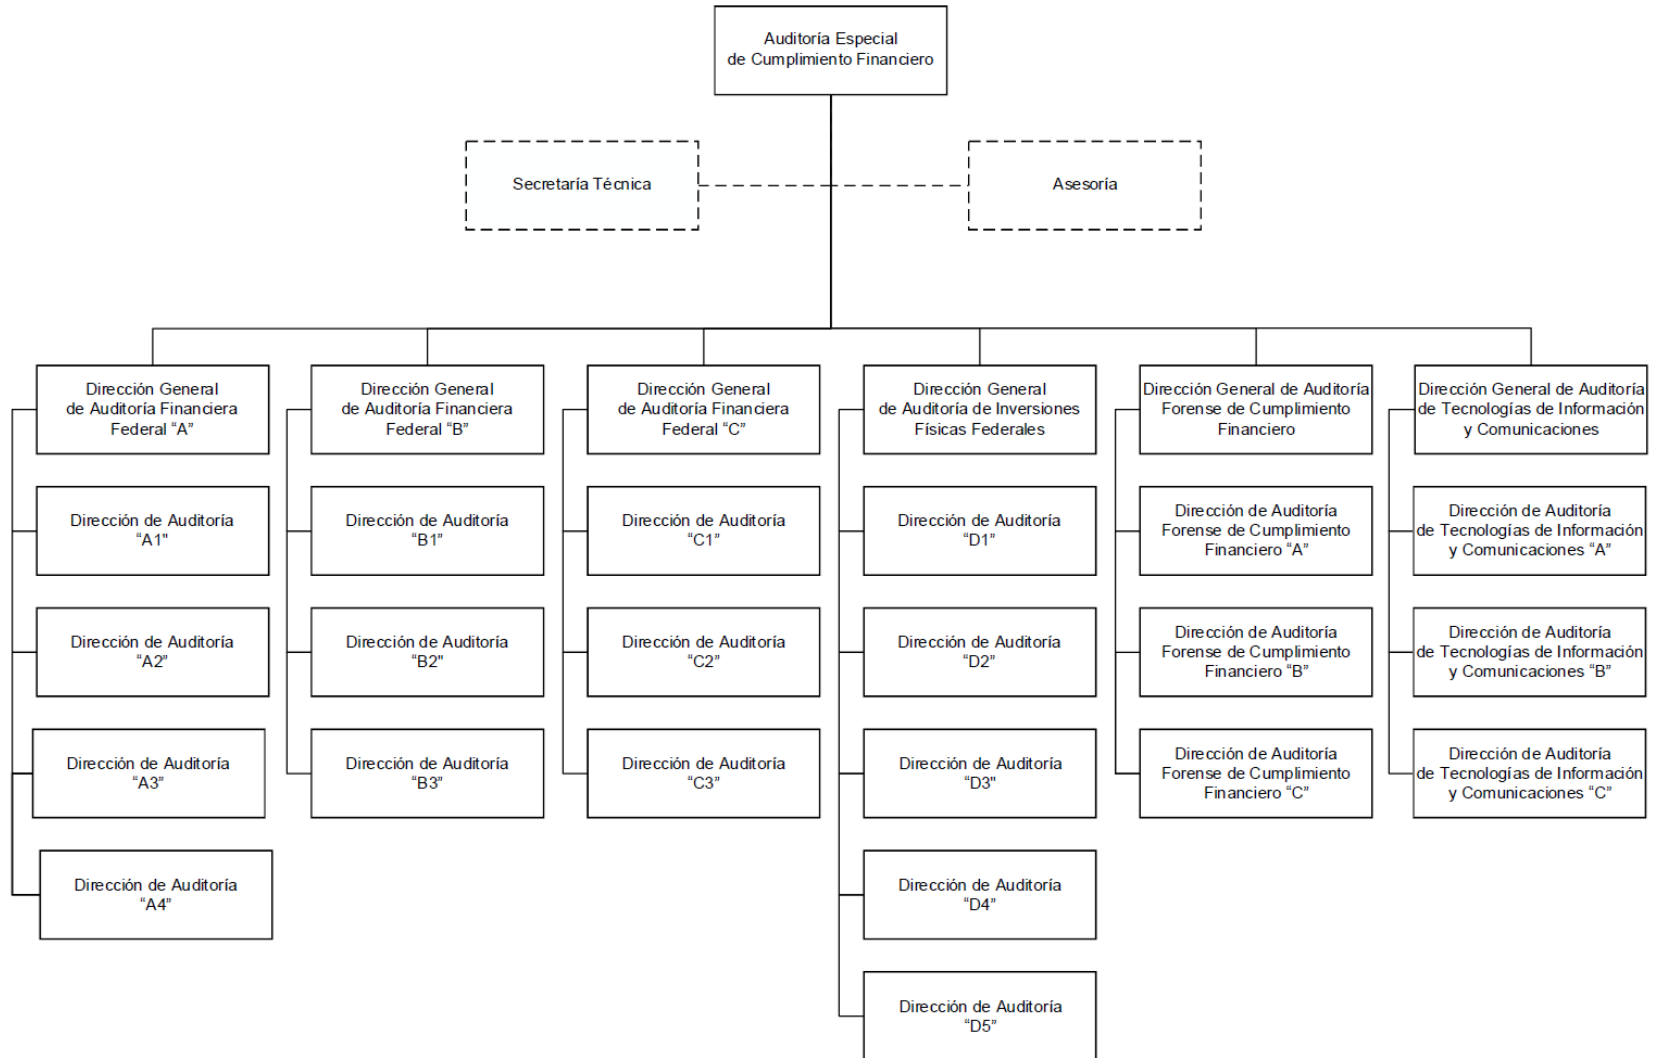 Auditoría Especial
de Cumplimiento Financiero
Secretaría Técnica
Asesoría
Dirección General
de Auditoría Financiera
Federal “A”
Dirección General
de Auditoría Financiera
Federal “B”
Dirección General
de Auditoría Financiera
Federal “C”
Dirección General
de Auditoría de Inversiones
Físicas Federales
Dirección General de Auditoría
Forense de Cumplimiento
Financiero
Dirección General de Auditoría
de Tecnologías de Información
y Comunicaciones
Dirección de Auditoría
“A1"
Dirección de Auditoría
“B1”
Dirección de Auditoría
“C1”
Dirección de Auditoría
“D1”
Dirección de Auditoría
Forense de Cumplimiento
Financiero “A”
Dirección de Auditoría
de Tecnologías de Información
y Comunicaciones “A”
Dirección de Auditoría
“A2”
Dirección de Auditoría
“B2"
Dirección de Auditoría
“C2”
Dirección de Auditoría
“D2”
Dirección de Auditoría
Forense de Cumplimiento
Financiero “B”
Dirección de Auditoría
de Tecnologías de Información
y Comunicaciones “B”
Dirección de Auditoría
“A3”
Dirección de Auditoría
“B3”
Dirección de Auditoría
“C3”
Dirección de Auditoría
“D3"
Dirección de Auditoría
Forense de Cumplimiento
Financiero “C”
Dirección de Auditoría
de Tecnologías de Información
y Comunicaciones “C”
Dirección de Auditoría
“A4”
Dirección de Auditoría
“D4”
Dirección de Auditoría
“D5”